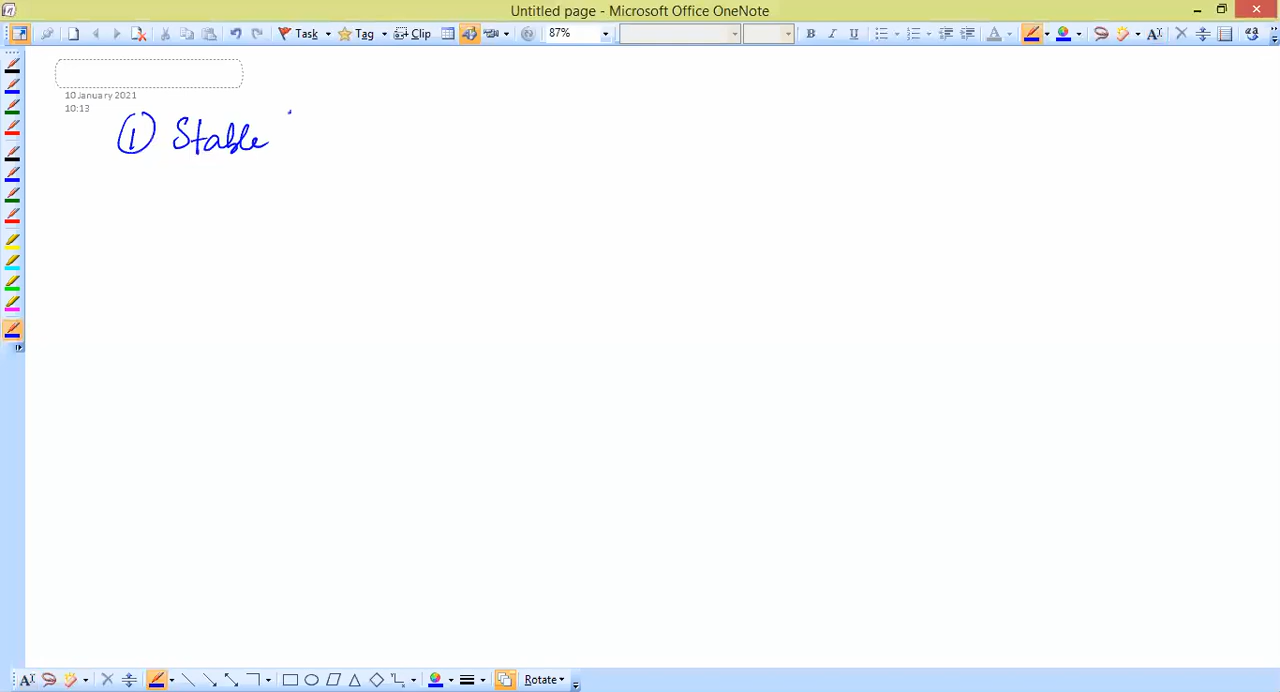 Untitled page - Microsoft Office OneNote
Task Tag Clip 87% B I U A
10 January 2021
10:13
① Stable
Rotate